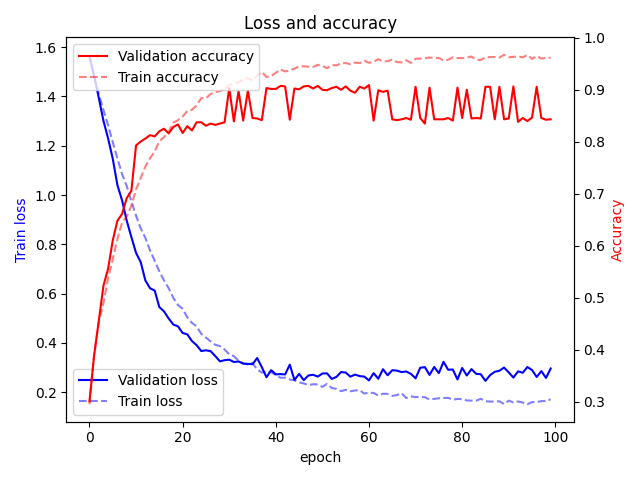 Loss and accuracy
1.6
1.4
1.2
1.0
0.8
0.6
0.4
0.2
Train loss
1.0
0.9
0.8
0.7
0.6
0.5
0.4
0.3
Accuracy
Validation accuracy
Train accuracy
Validation loss
Train loss
0
20
40
60
80
100
epoch